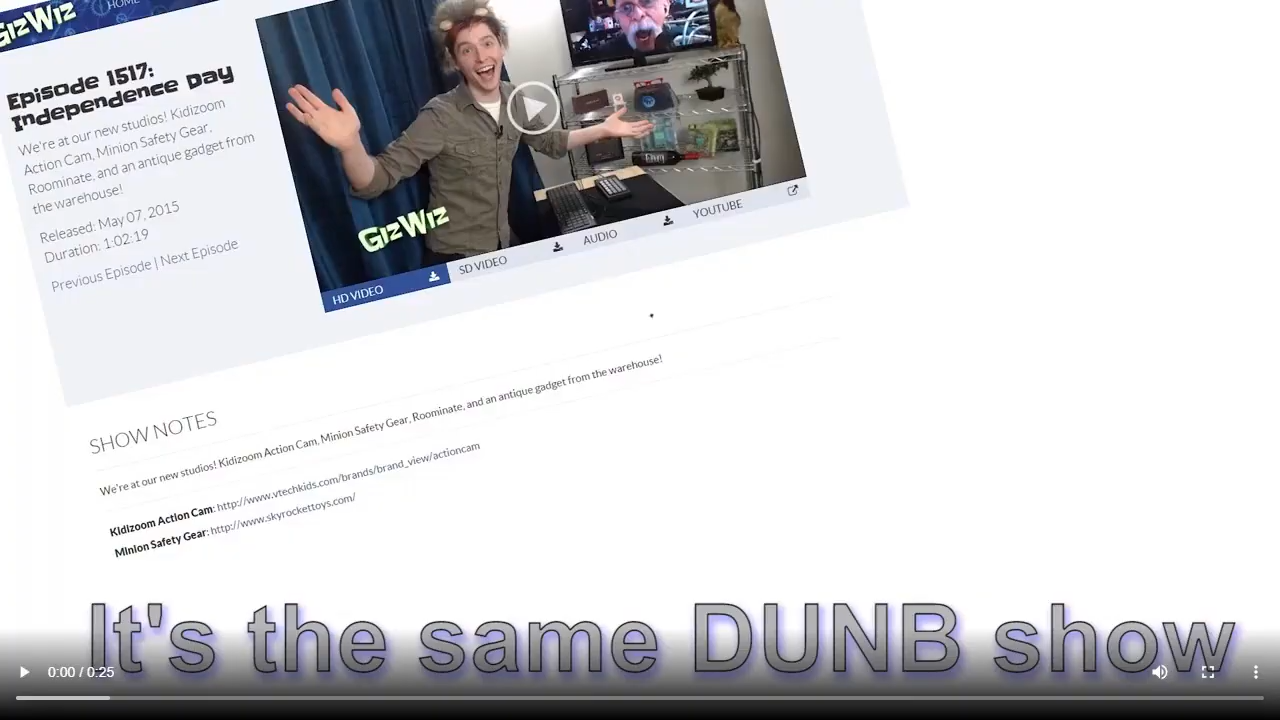 GizWiz
HOME
Episode 1517:
Independence Day
We're at our new studios! Kidizoom
Action Cam, Minion Safety Gear,
Roominate, and an antique gadget from
the warehouse!
Released: May 07, 2015
Duration: 1:02:19
Previous Episode | Next Episode
GizWiz
HD VIDEO
SD VIDEO
AUDIO
YOUTUBE
SHOW NOTES
We're at our new studios! Kidizoom Action Cam, Minion Safety Gear, Roominate, and an antique gadget from the warehouse!
Kidizoom Action Cam: http://www.vtechkids.com/brands/brand_view/actioncam
Minion Safety Gear: http://www.skyrockettoys.com/
It's the same DUNB show
0:00 / 0:25